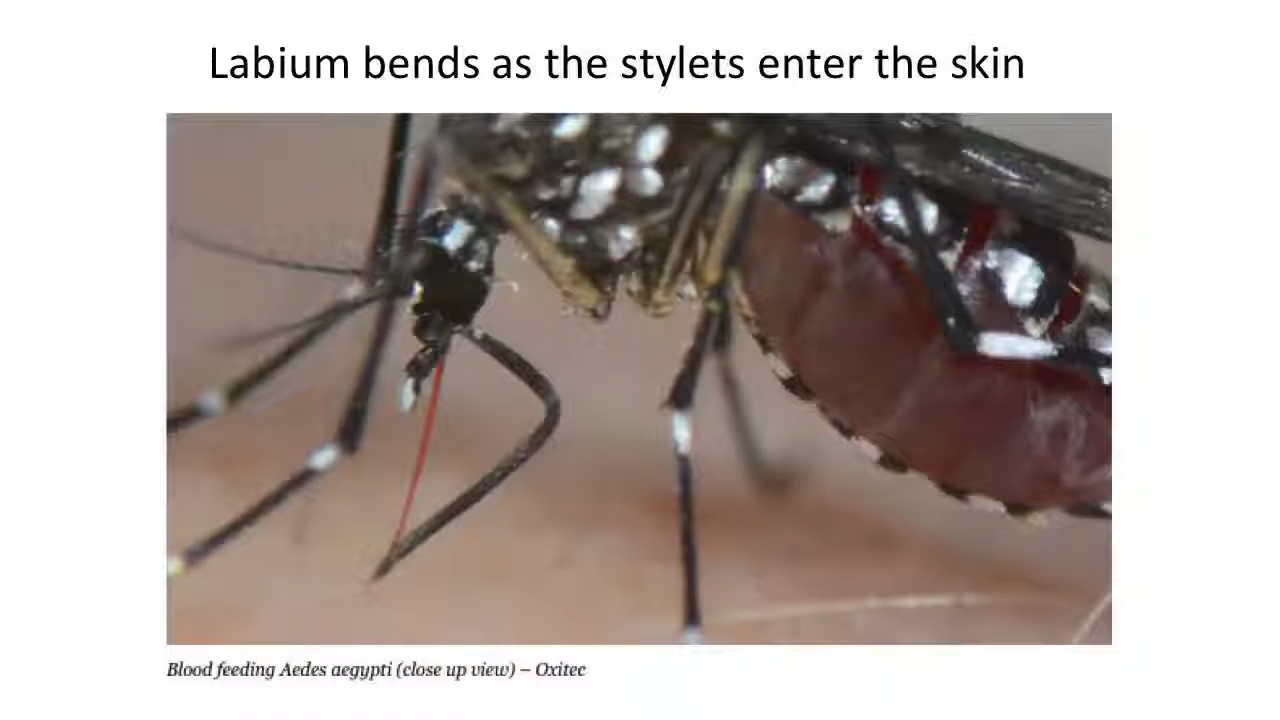 Labium bends as the stylets enter the skin
Blood feeding Aedes aegypti (close up view) – Oxitec